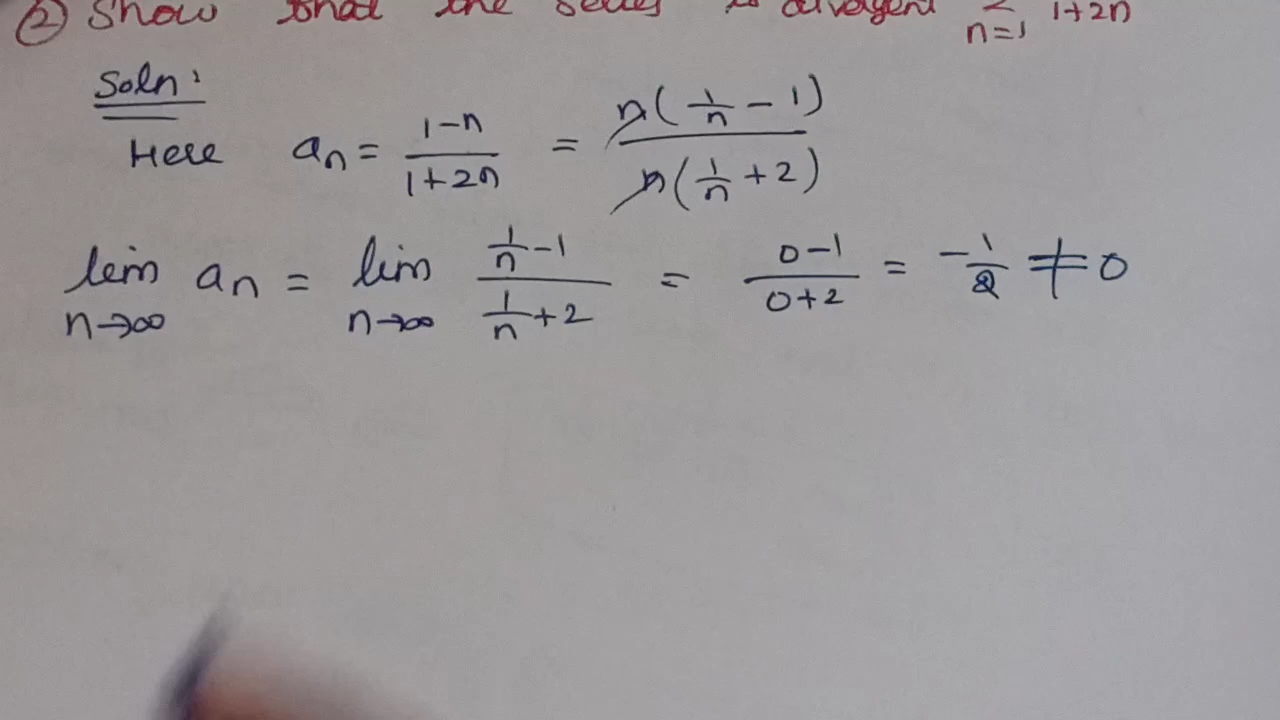 ② Show that the series is divergent Σ n=1 1+2n
Soln:
Here an = 1-n / 1+2n = n(1/n - 1) / n(1/n + 2)
lim n→∞ an = lim n→∞ (1/n - 1) / (1/n + 2) = 0-1 / 0+2 = -1/2 ≠ 0